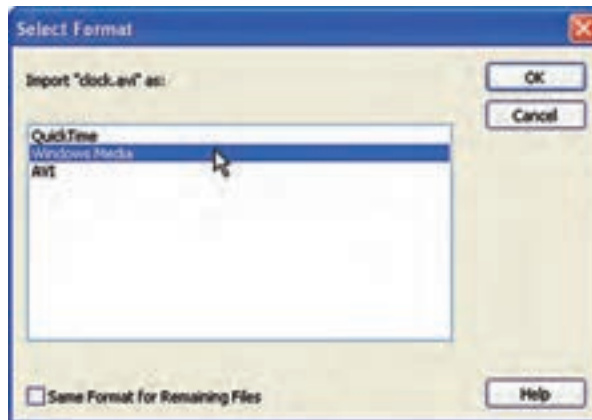 Select Format
Import "clock.avi" as:
OK
Cancel
QuickTime
Windows Media
AVI
Same Format for Remaining Files
Help